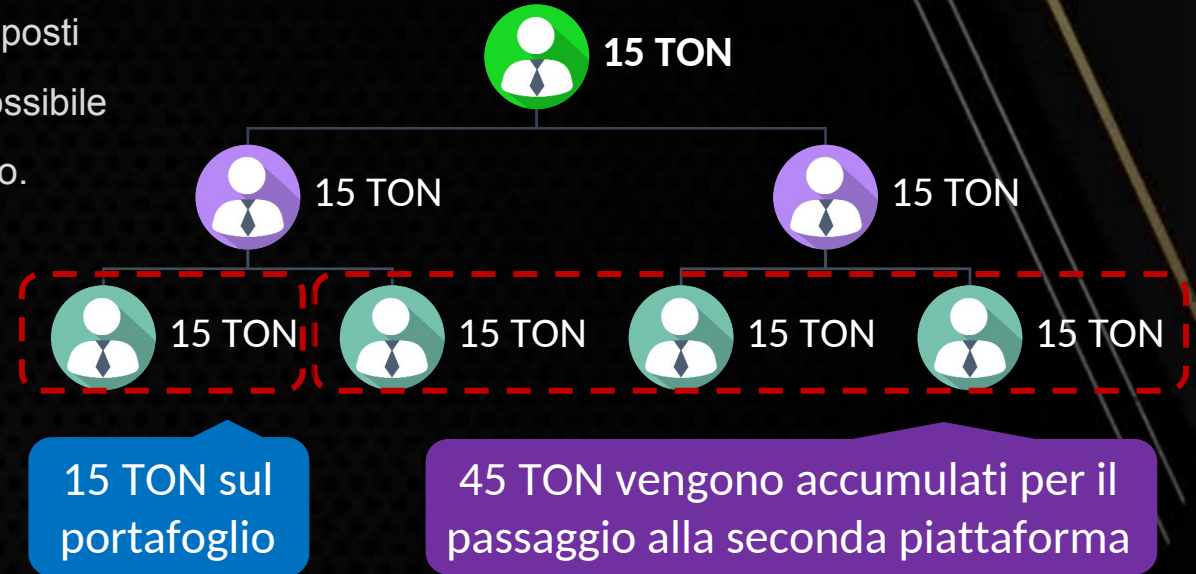 posti
ossibile
o.
15 TON
15 TON
15 TON
15 TON
15 TON
15 TON
15 TON
15 TON sul
portafoglio
45 TON vengono accumulati per il
passaggio alla seconda piattaforma